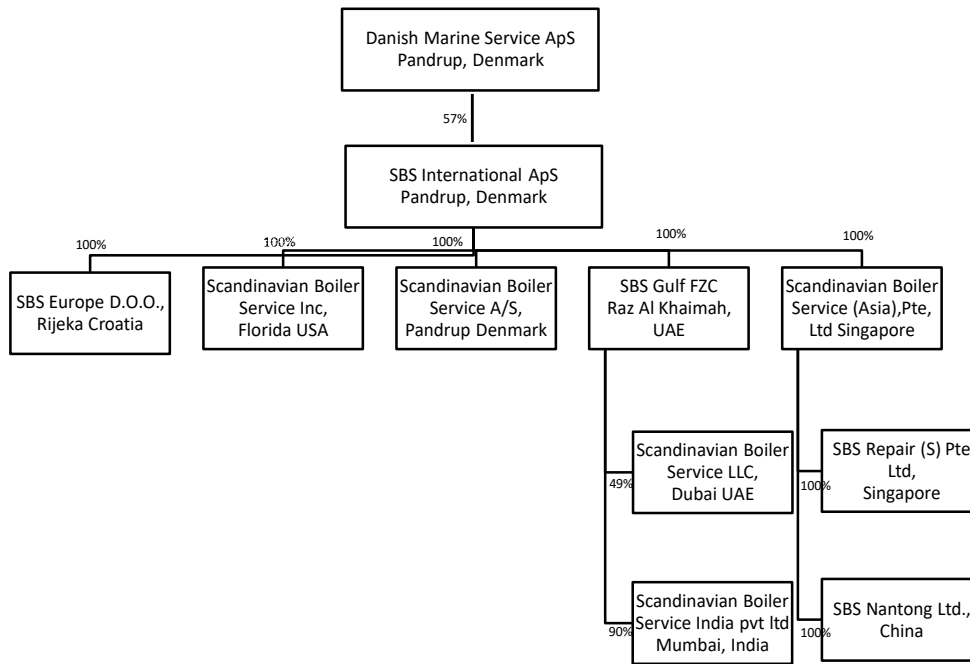 Danish Marine Service ApS
Pandrup, Denmark
57%
SBS International ApS
Pandrup, Denmark
100%
100%
100%
100%
100%
SBS Europe D.O.O.,
Rijeka Croatia
Scandinavian Boiler
Service Inc,
Florida USA
Scandinavian Boiler
Service A/S,
Pandrup Denmark
SBS Gulf FZC
Raz Al Khaimah,
UAE
Scandinavian Boiler
Service (Asia),Pte,
Ltd Singapore
Scandinavian Boiler
Service LLC,
Dubai UAE
49%
SBS Repair (S) Pte
Ltd,
Singapore
100%
Scandinavian Boiler
Service India pvt ltd
Mumbai, India
90%
SBS Nantong Ltd.,
China
100%